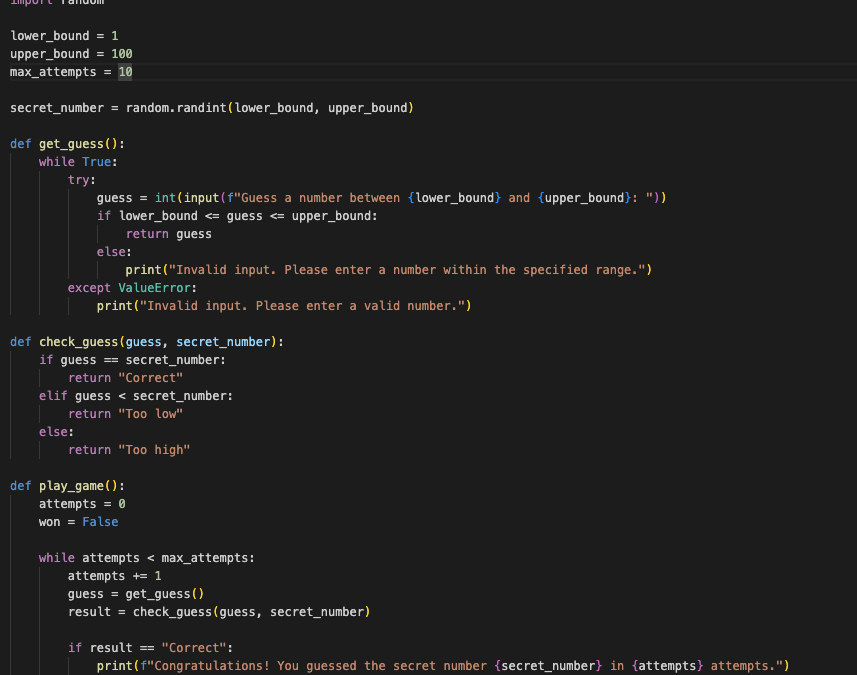 import random

lower_bound = 1
upper_bound = 100
max_attempts = 10

secret_number = random.randint(lower_bound, upper_bound)

def get_guess():
    while True:
        try:
            guess = int(input(f"Guess a number between {lower_bound} and {upper_bound}: "))
            if lower_bound <= guess <= upper_bound:
                return guess
            else:
                print("Invalid input. Please enter a number within the specified range.")
        except ValueError:
            print("Invalid input. Please enter a valid number.")

def check_guess(guess, secret_number):
    if guess == secret_number:
        return "Correct"
    elif guess < secret_number:
        return "Too low"
    else:
        return "Too high"

def play_game():
    attempts = 0
    won = False

    while attempts < max_attempts:
        attempts += 1
        guess = get_guess()
        result = check_guess(guess, secret_number)

        if result == "Correct":
            print(f"Congratulations! You guessed the secret number {secret_number} in {attempts} attempts.")